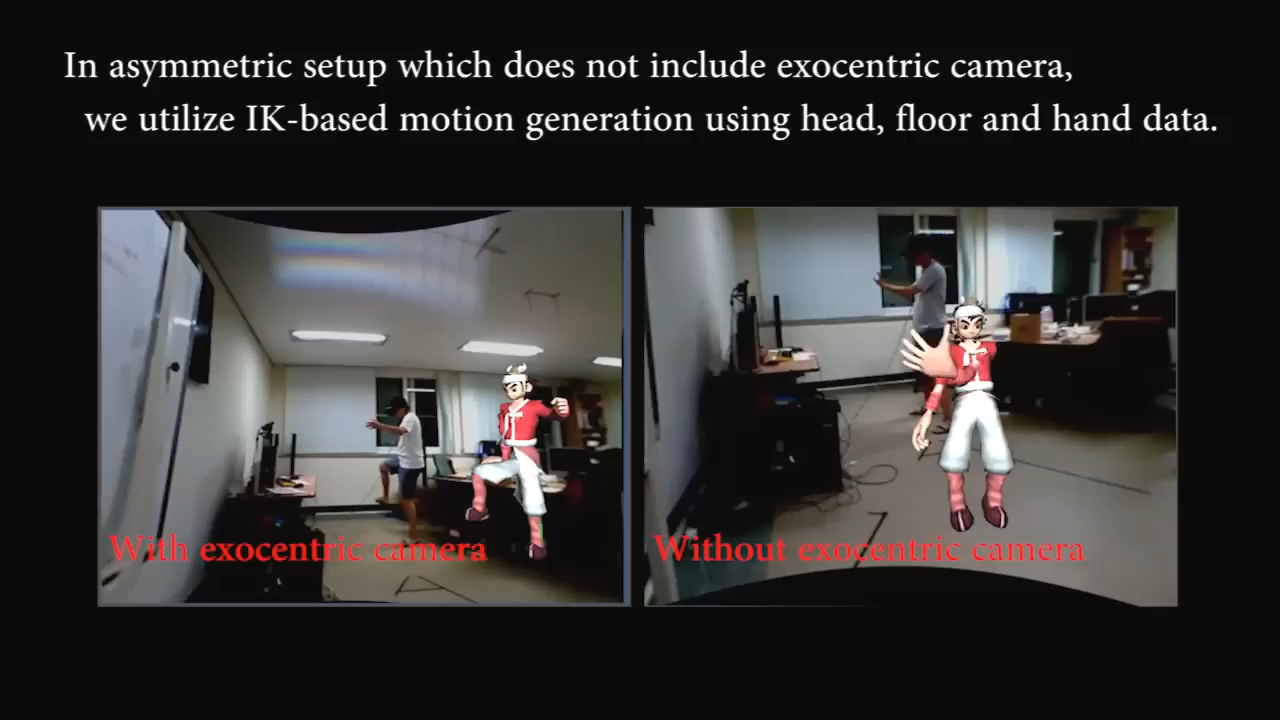 In asymmetric setup which does not include exocentric camera,
we utilize IK-based motion generation using head, floor and hand data.
With exocentric camera
Without exocentric camera